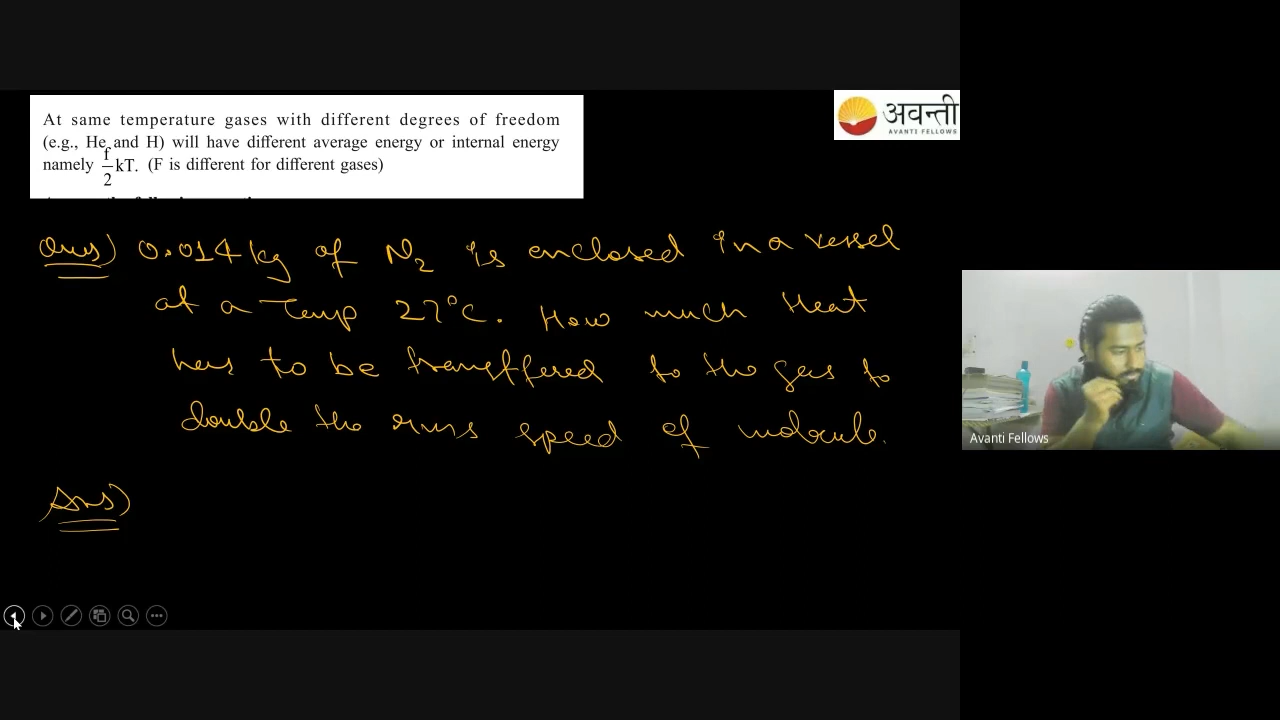 At same temperature gases with different degrees of freedom
(e.g., He and H) will have different average energy or internal energy
namely f/2 kT. (F is different for different gases)
अवन्ती
AVANTI FELLOWS
Ques) 0.014 kg of N2 is enclosed in a vessel
at a Temp 27°C. How much Heat
has to be transffered to the gas to
double the rms speed of molecule.
Ans)
Avanti Fellows